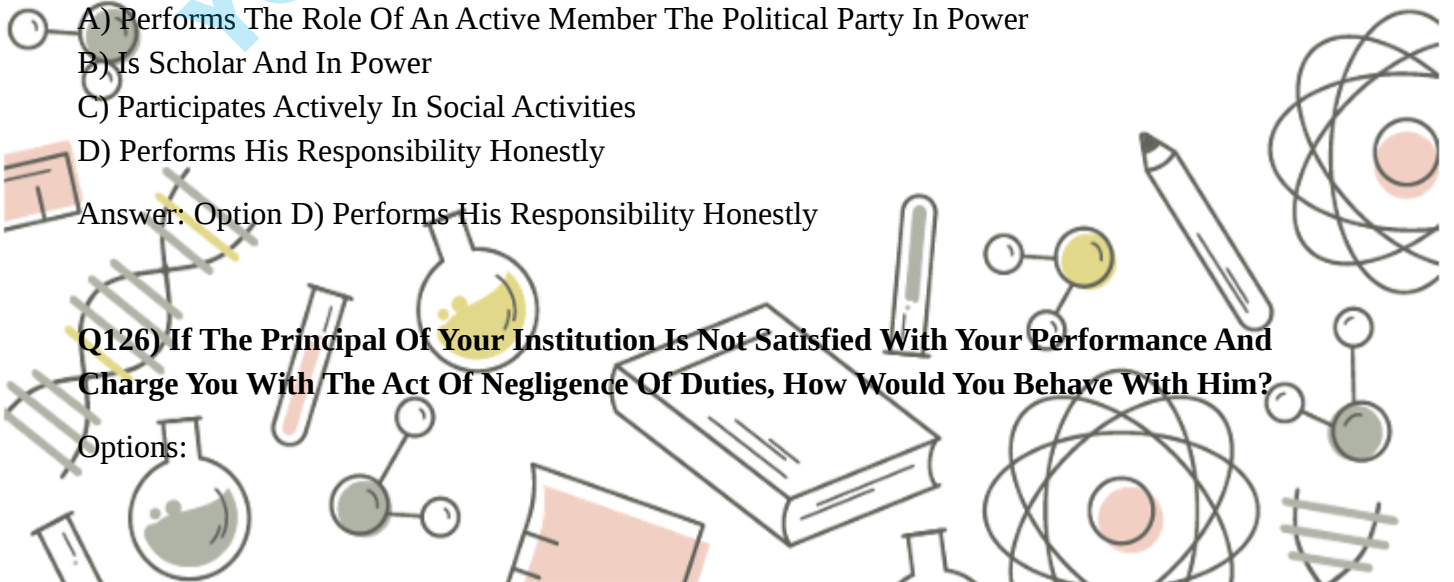 A) Performs The Role Of An Active Member The Political Party In Power
B) Is Scholar And In Power
C) Participates Actively In Social Activities
D) Performs His Responsibility Honestly
Answer: Option D) Performs His Responsibility Honestly
Q126) If The Principal Of Your Institution Is Not Satisfied With Your Performance And
Charge You With The Act Of Negligence Of Duties, How Would You Behave With Him?
Options: